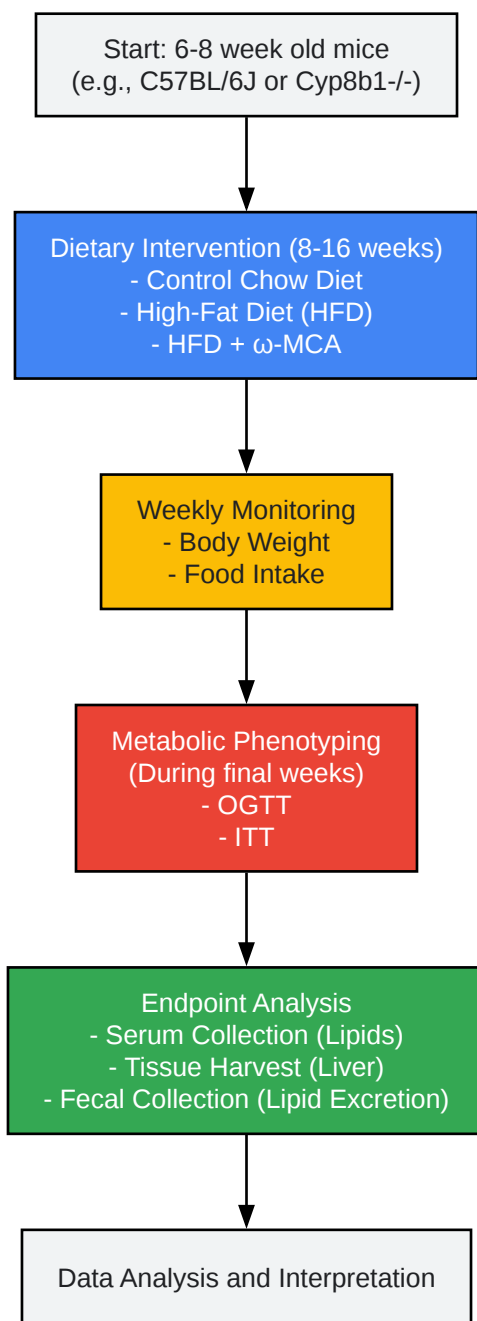 Start: 6-8 week old mice
(e.g., C57BL/6J or Cyp8b1-/-)
Dietary Intervention (8-16 weeks)
- Control Chow Diet
- High-Fat Diet (HFD)
- HFD + ω-MCA
Weekly Monitoring
- Body Weight
- Food Intake
Metabolic Phenotyping
(During final weeks)
- OGTT
- ITT
Endpoint Analysis
- Serum Collection (Lipids)
- Tissue Harvest (Liver)
- Fecal Collection (Lipid Excretion)
Data Analysis and Interpretation